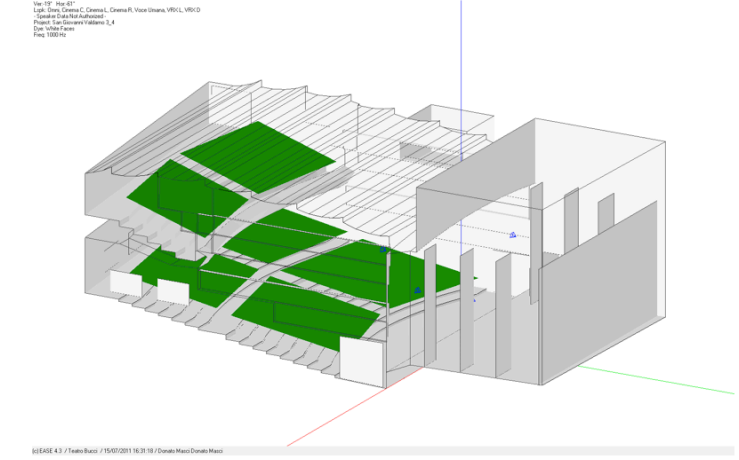 Ver:-19° Hor:61°
Lspk: Omni, Cinema C, Cinema L, Cinema R, Voce Umana, VRX L, VRX D
- Speaker Data Not Authorized -
Project: San Giovanni Valdarno 3_4
Dye: White Faces
Freq: 1000 Hz
(c) EASE 4.3 / Teatro Bucci / 15/07/2011 16:31:18 / Donato Masci Donato Masci